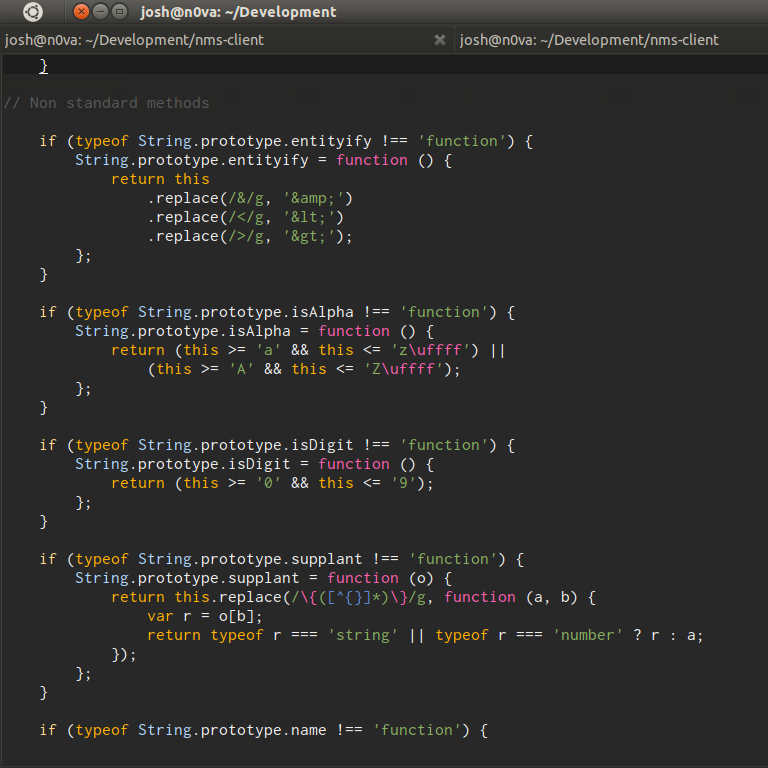 josh@n0va: ~/Development
josh@n0va: ~/Development/nms-client
josh@n0va: ~/Development/nms-client
}
// Non standard methods
if (typeof String.prototype.entityify !== 'function') {
String.prototype.entityify = function () {
return this
.replace(/&/g, '&amp;')
.replace(/</g, '&lt;')
.replace(/>/g, '&gt;');
};
}
if (typeof String.prototype.isAlpha !== 'function') {
String.prototype.isAlpha = function () {
return (this >= 'a' && this <= 'z\uffff') ||
(this >= 'A' && this <= 'Z\uffff');
};
}
if (typeof String.prototype.isDigit !== 'function') {
String.prototype.isDigit = function () {
return (this >= '0' && this <= '9');
};
}
if (typeof String.prototype.supplant !== 'function') {
String.prototype.supplant = function (o) {
return this.replace(/\{([^{}]*)\}/g, function (a, b) {
var r = o[b];
return typeof r === 'string' || typeof r === 'number' ? r : a;
});
};
}
if (typeof String.prototype.name !== 'function') {